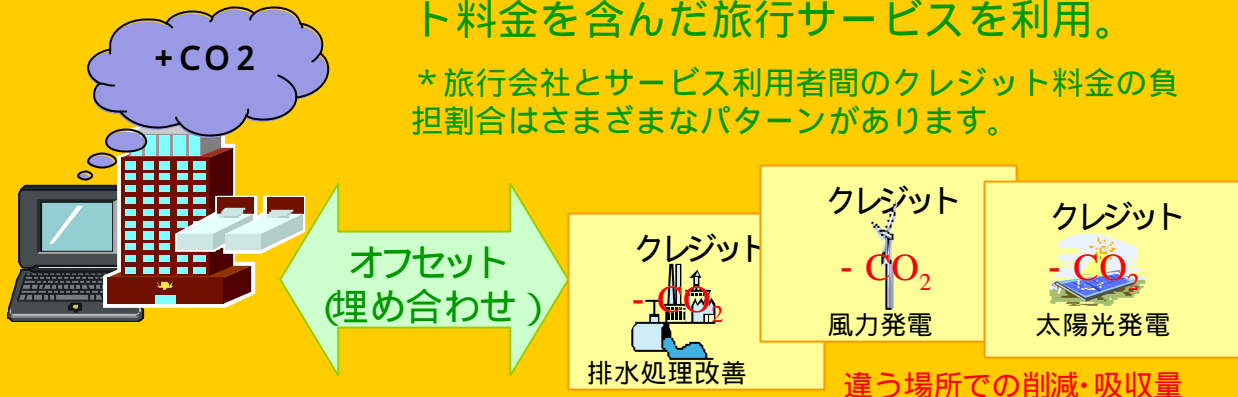 ト料金を含んだ旅行サービスを利用。
*旅行会社とサービス利用者間のクレジット料金の負
担割合はさまざまなパターンがあります。
+CO2
オフセット
(埋め合わせ)
クレジット
- CO₂
排水処理改善
クレジット
- CO₂
風力発電
クレジット
- CO₂
太陽光発電
違う場所での削減・吸収量